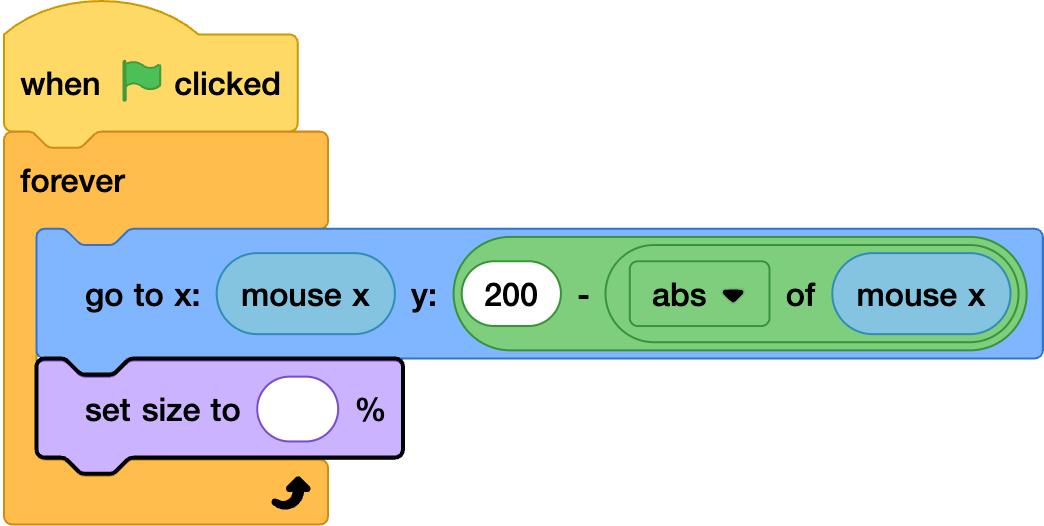 when clicked
forever
go to x: mouse x y: 200 - abs of mouse x
set size to %